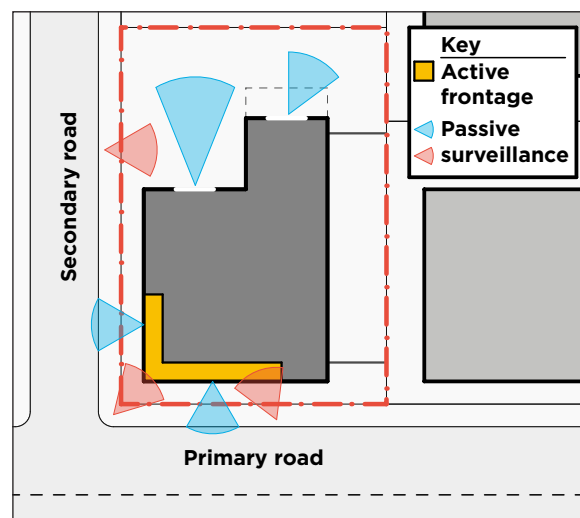 Key
Active
frontage
Passive
surveillance
Secondary road
Primary road